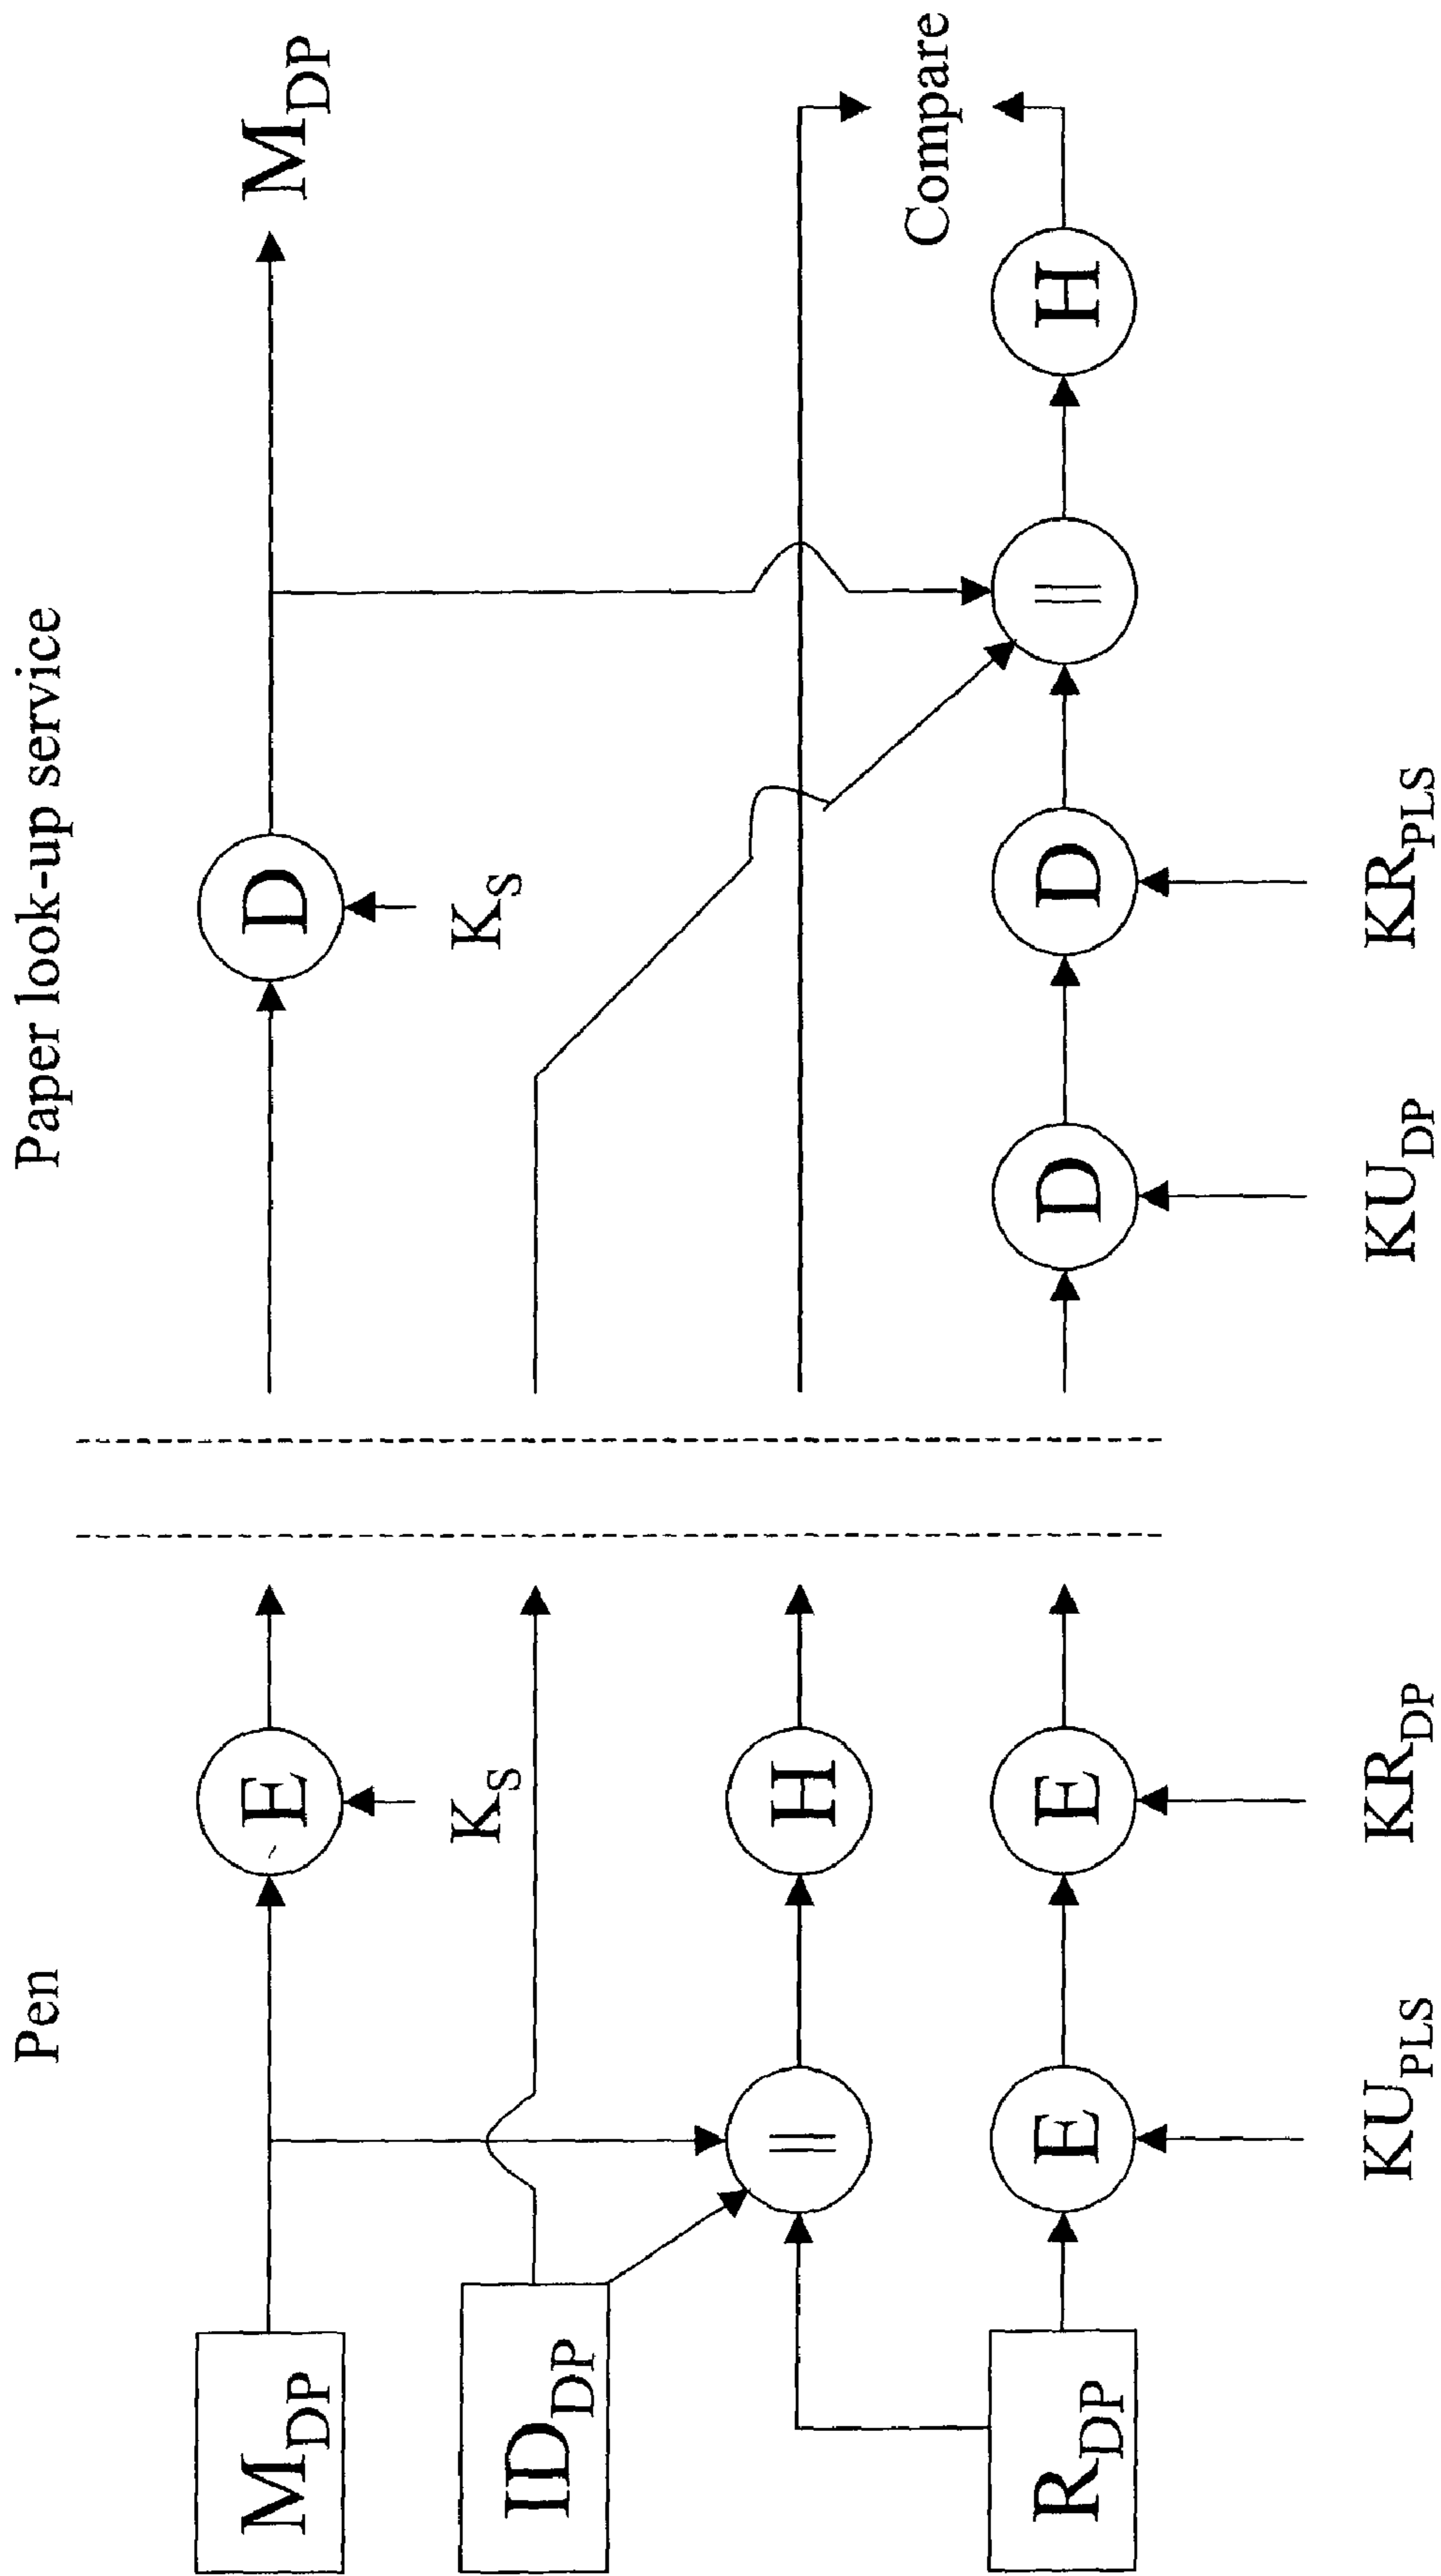 Pen
Paper look-up service
M_DP
E
K_S
D
K_S
M_DP
ID_DP
||
H
Compare
R_DP
E
KU_PLS
E
KR_DP
D
KU_DP
D
KR_PLS
||
H